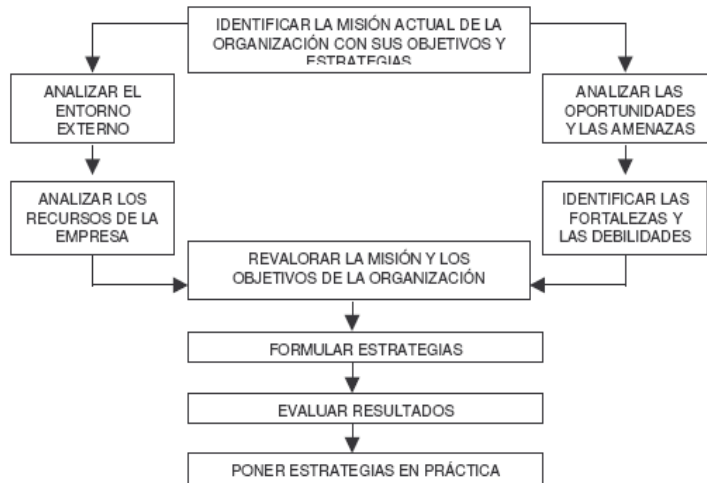 IDENTIFICAR LA MISIÓN ACTUAL DE LA
ORGANIZACIÓN CON SUS OBJETIVOS Y
ESTRATEGIAS
ANALIZAR EL
ENTORNO
EXTERNO
ANALIZAR LAS
OPORTUNIDADES
Y LAS AMENAZAS
ANALIZAR LOS
RECURSOS DE LA
EMPRESA
IDENTIFICAR LAS
FORTALEZAS Y
LAS DEBILIDADES
REVALORAR LA MISIÓN Y LOS
OBJETIVOS DE LA ORGANIZACIÓN
FORMULAR ESTRATEGIAS
EVALUAR RESULTADOS
PONER ESTRATEGIAS EN PRÁCTICA